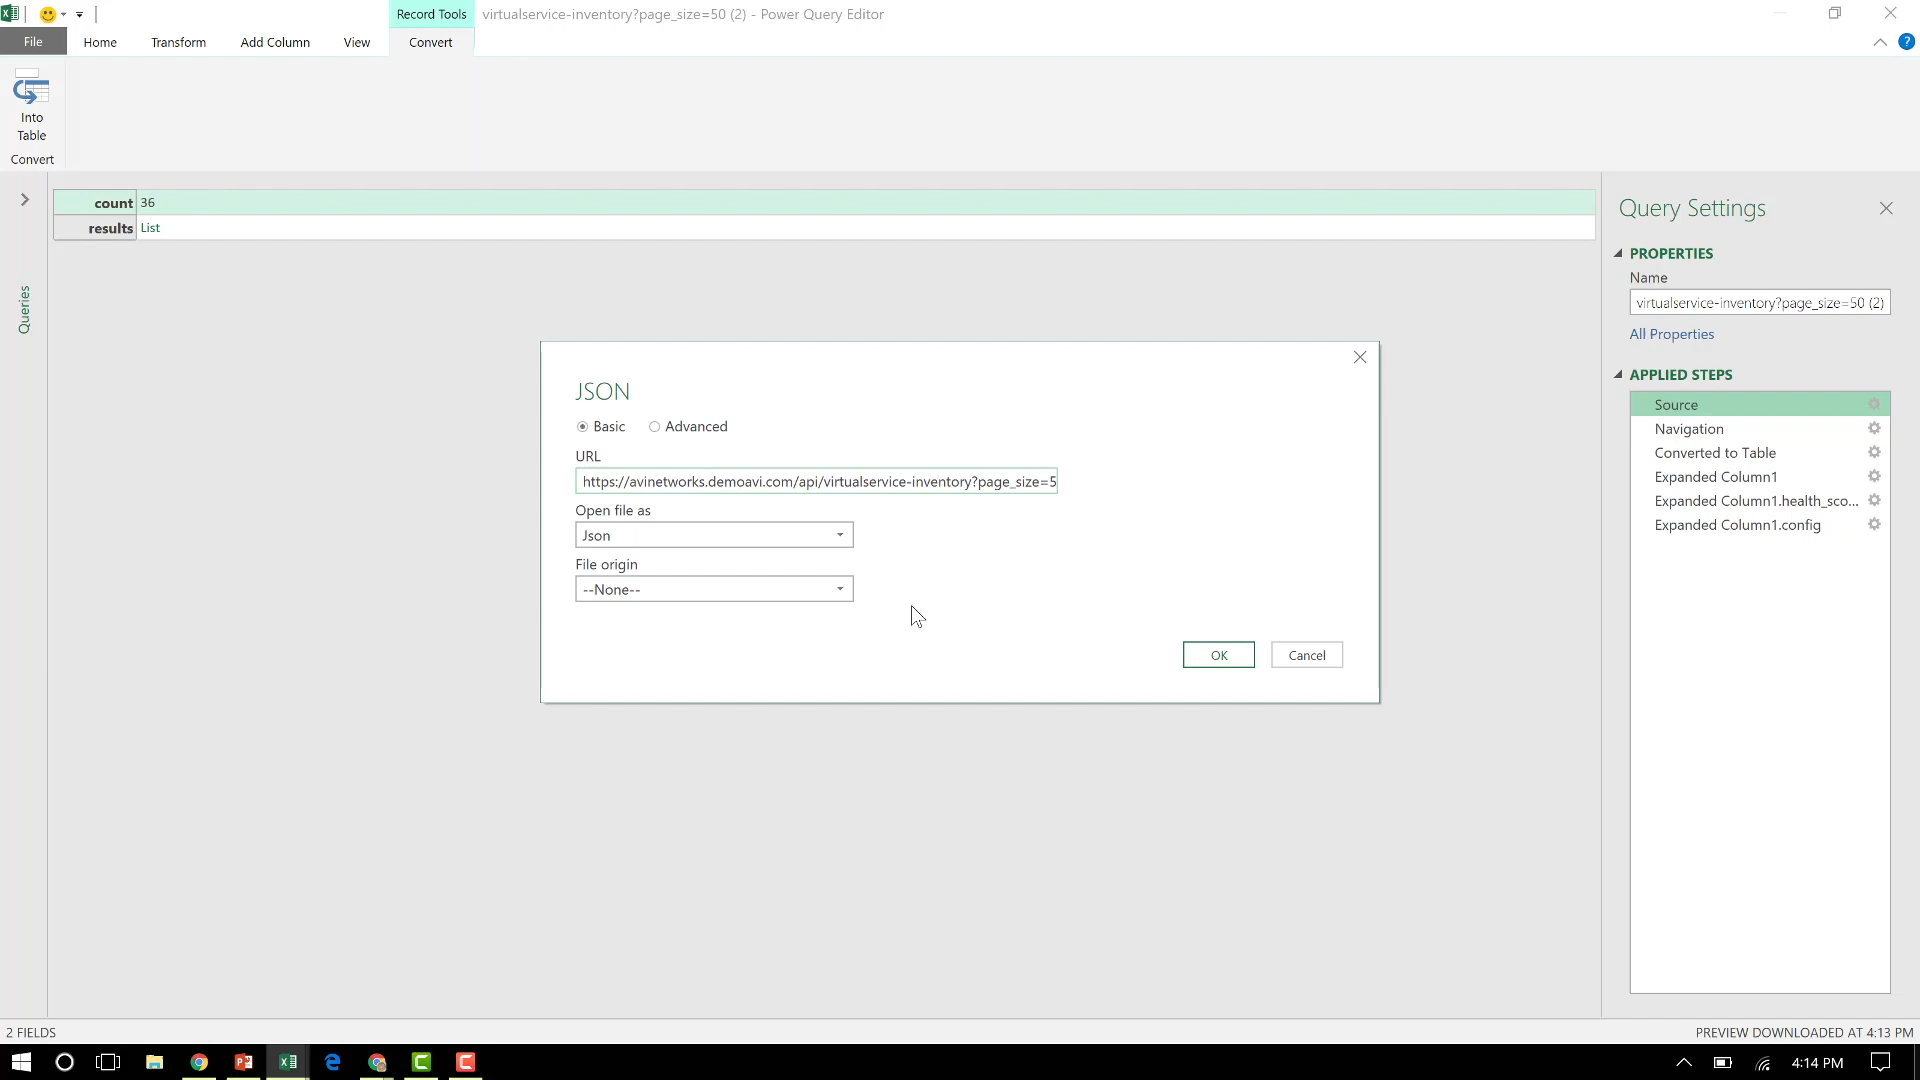 Record Tools
virtualservice-inventory?page_size=50 (2) - Power Query Editor
File
Home
Transform
Add Column
View
Convert
?
Into
Table
Convert
count
36
results
List
Queries
JSON
Basic
Advanced
URL
https://avinetworks.demoavi.com/api/virtualservice-inventory?page_size=5
Open file as
Json
File origin
--None--
OK
Cancel
Query Settings
PROPERTIES
Name
virtualservice-inventory?page_size=50 (2)
All Properties
APPLIED STEPS
Source
Navigation
Converted to Table
Expanded Column1
Expanded Column1.health_sco...
Expanded Column1.config
2 FIELDS
PREVIEW DOWNLOADED AT 4:13 PM
4:14 PM